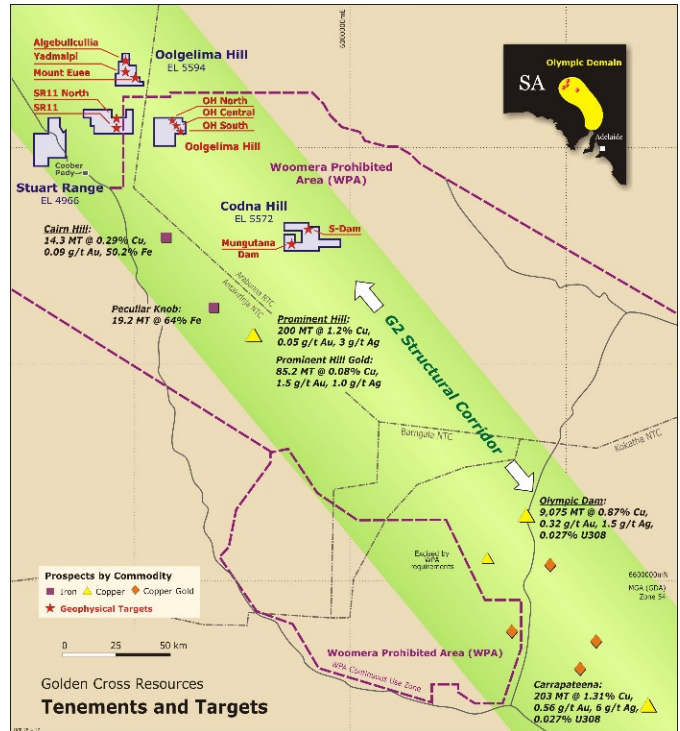 Algebullcullia
Yadmalpi
Mount Euee
Oolgelima Hill
EL 5594
6000000mE
Olympic Domain
SA
Adelaide
SR11 North
SR11
OH North
OH Central
OH South
Oolgelima Hill
Coober
Pedy
Stuart Range
EL 4966
Woomera Prohibited
Area (WPA)
Codna Hill
EL 5572
S-Dam
Mungutana
Dam
Cairn Hill:
14.3 MT @ 0.29% Cu,
0.09 g/t Au, 50.2% Fe
Arabunna NTC
Antakirinja NTC
Peculiar Knob:
19.2 MT @ 64% Fe
Prominent Hill:
200 MT @ 1.2% Cu,
0.05 g/t Au, 3 g/t Ag
Prominent Hill Gold:
85.2 MT @ 0.08% Cu,
1.5 g/t Au, 1.0 g/t Ag
G2 Structural Corridor
Barngala NTC
Kokatha NTC
Olympic Dam:
9,075 MT @ 0.87% Cu,
0.32 g/t Au, 1.5 g/t Ag,
0.027% U308
Excised by
WPA
requirements
6600000mN
MGA (GDA)
Zone 54
Prospects by Commodity
Iron Copper Copper Gold
Geophysical Targets
0 25 50 km
Woomera Prohibited Area (WPA)
WPA Continuous Use Zone
Carrapateena:
203 MT @ 1.31% Cu,
0.56 g/t Au, 6 g/t Ag,
0.027% U308
Golden Cross Resources
Tenements and Targets